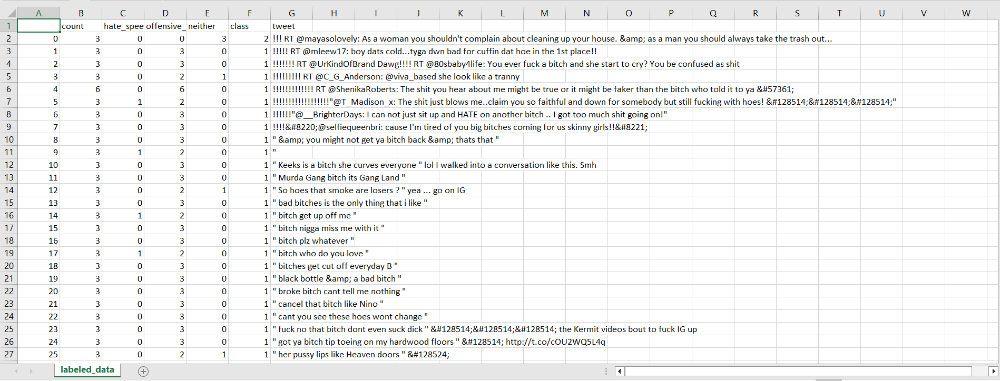 A B C D E F G H I J K L M N O P Q R S T U V W
1 count hate_spee offensive_ neither class tweet
2 0 3 0 0 3 2 !!! RT @mayasolovely: As a woman you shouldn't complain about cleaning up your house. &amp; as a man you should always take the trash out...
3 1 3 0 3 0 1 !!!!! RT @mleew17: boy dats cold...tyga dwn bad for cuffin dat hoe in the 1st place!!
4 2 3 0 3 0 1 !!!!!!! RT @UrKindOfBrand Dawg!!!! RT @80sbaby4life: You ever fuck a bitch and she start to cry? You be confused as shit
5 3 3 0 2 1 1 !!!!!!!!! RT @C_G_Anderson: @viva_based she look like a tranny
6 4 6 0 6 0 1 !!!!!!!!!!!!! RT @ShenikaRoberts: The shit you hear about me might be true or it might be faker than the bitch who told it to ya &#57361;
7 5 3 1 2 0 1 !!!!!!!!!!!!!!!!!!"@T_Madison_x: The shit just blows me..claim you so faithful and down for somebody but still fucking with hoes! &#128514;&#128514;&#128514;"
8 6 3 0 3 0 1 !!!!!!"@__BrighterDays: I can not just sit up and HATE on another bitch .. I got too much shit going on!"
9 7 3 0 3 0 1 !!!!&#8220;@selfiequeenbri: cause I'm tired of you big bitches coming for us skinny girls!!&#8221;
10 8 3 0 3 0 1 " &amp; you might not get ya bitch back &amp; thats that "
11 9 3 1 2 0 1 "
12 10 3 0 3 0 1 " Keeks is a bitch she curves everyone " lol I walked into a conversation like this. Smh
13 11 3 0 3 0 1 " Murda Gang bitch its Gang Land "
14 12 3 0 2 1 1 " So hoes that smoke are losers ? " yea ... go on IG
15 13 3 0 3 0 1 " bad bitches is the only thing that i like "
16 14 3 1 2 0 1 " bitch get up off me "
17 15 3 0 3 0 1 " bitch nigga miss me with it "
18 16 3 0 3 0 1 " bitch plz whatever "
19 17 3 1 2 0 1 " bitch who do you love "
20 18 3 0 3 0 1 " bitches get cut off everyday B "
21 19 3 0 3 0 1 " black bottle &amp; a bad bitch "
22 20 3 0 3 0 1 " broke bitch cant tell me nothing "
23 21 3 0 3 0 1 " cancel that bitch like Nino "
24 22 3 0 3 0 1 " cant you see these hoes wont change "
25 23 3 0 3 0 1 " fuck no that bitch dont even suck dick " &#128514;&#128514;&#128514; the Kermit videos bout to fuck IG up
26 24 3 0 3 0 1 " got ya bitch tip toeing on my hardwood floors " &#128514; http://t.co/cOU2WQ5L4q
27 25 3 0 2 1 1 " her pussy lips like Heaven doors " &#128524;
labeled_data